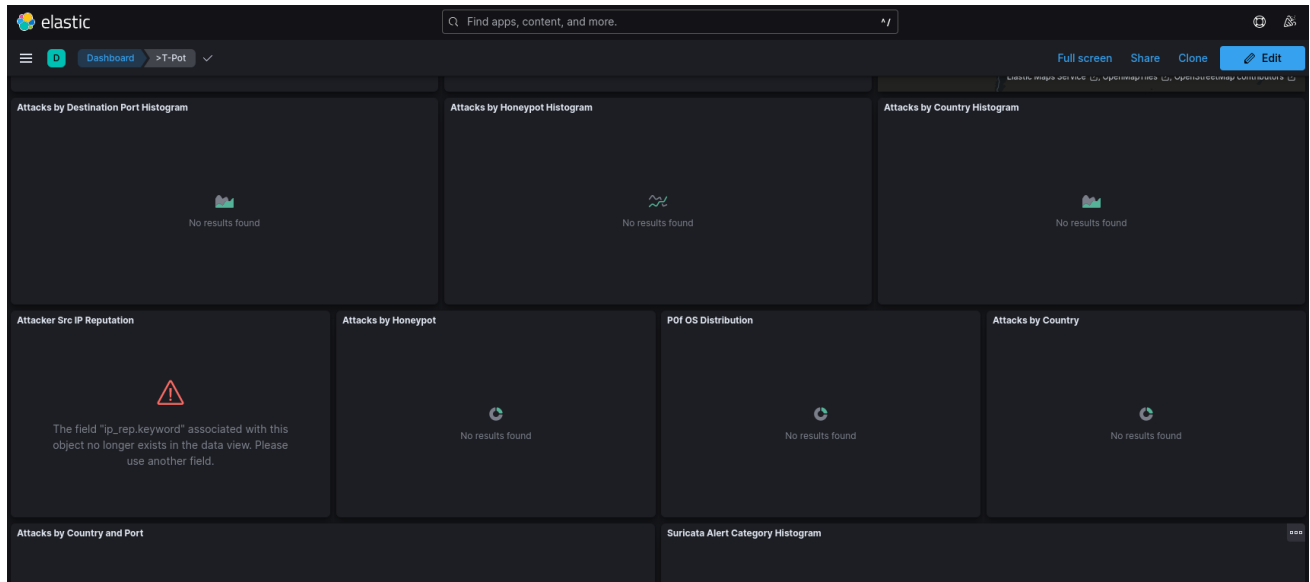 elastic
Find apps, content, and more.
^/
D
Dashboard
>T-Pot
Full screen
Share
Clone
Edit
Elastic Maps Service, OpenMapTiles, OpenStreetMap contributors
Attacks by Destination Port Histogram
No results found
Attacks by Honeypot Histogram
No results found
Attacks by Country Histogram
No results found
Attacker Src IP Reputation
The field "ip_rep.keyword" associated with this
object no longer exists in the data view. Please
use another field.
Attacks by Honeypot
No results found
P0f OS Distribution
No results found
Attacks by Country
No results found
Attacks by Country and Port
Suricata Alert Category Histogram